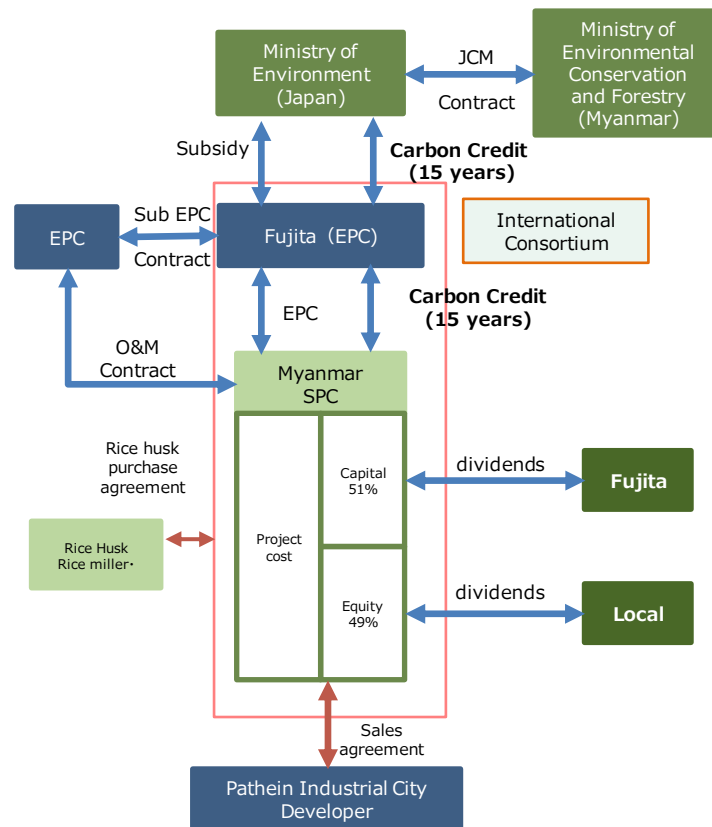 Ministry of
Environment
(Japan)
JCM
Contract
Ministry of
Environmental
Conservation
and Forestry
(Myanmar)
Subsidy
Carbon Credit
(15 years)
EPC
Sub EPC
Contract
Fujita（EPC）
International
Consortium
EPC
Carbon Credit
(15 years)
O&M
Contract
Myanmar
SPC
Rice husk
purchase
agreement
Capital
51%
dividends
Fujita
Rice Husk
Rice miller･
Project
cost
Equity
49%
dividends
Local
Sales
agreement
Pathein Industrial City
Developer